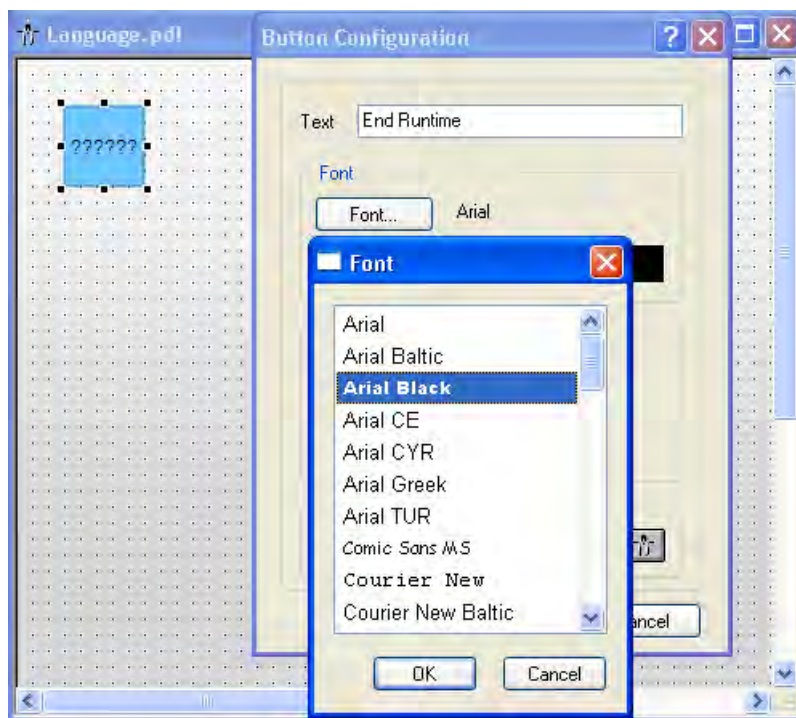 Language.pdl
Button Configuration
??????
Text End Runtime
Font
Font... Arial
Font
Arial
Arial Baltic
Arial Black
Arial CE
Arial CYR
Arial Greek
Arial TUR
Comic Sans MS
Courier New
Courier New Baltic
OK Cancel